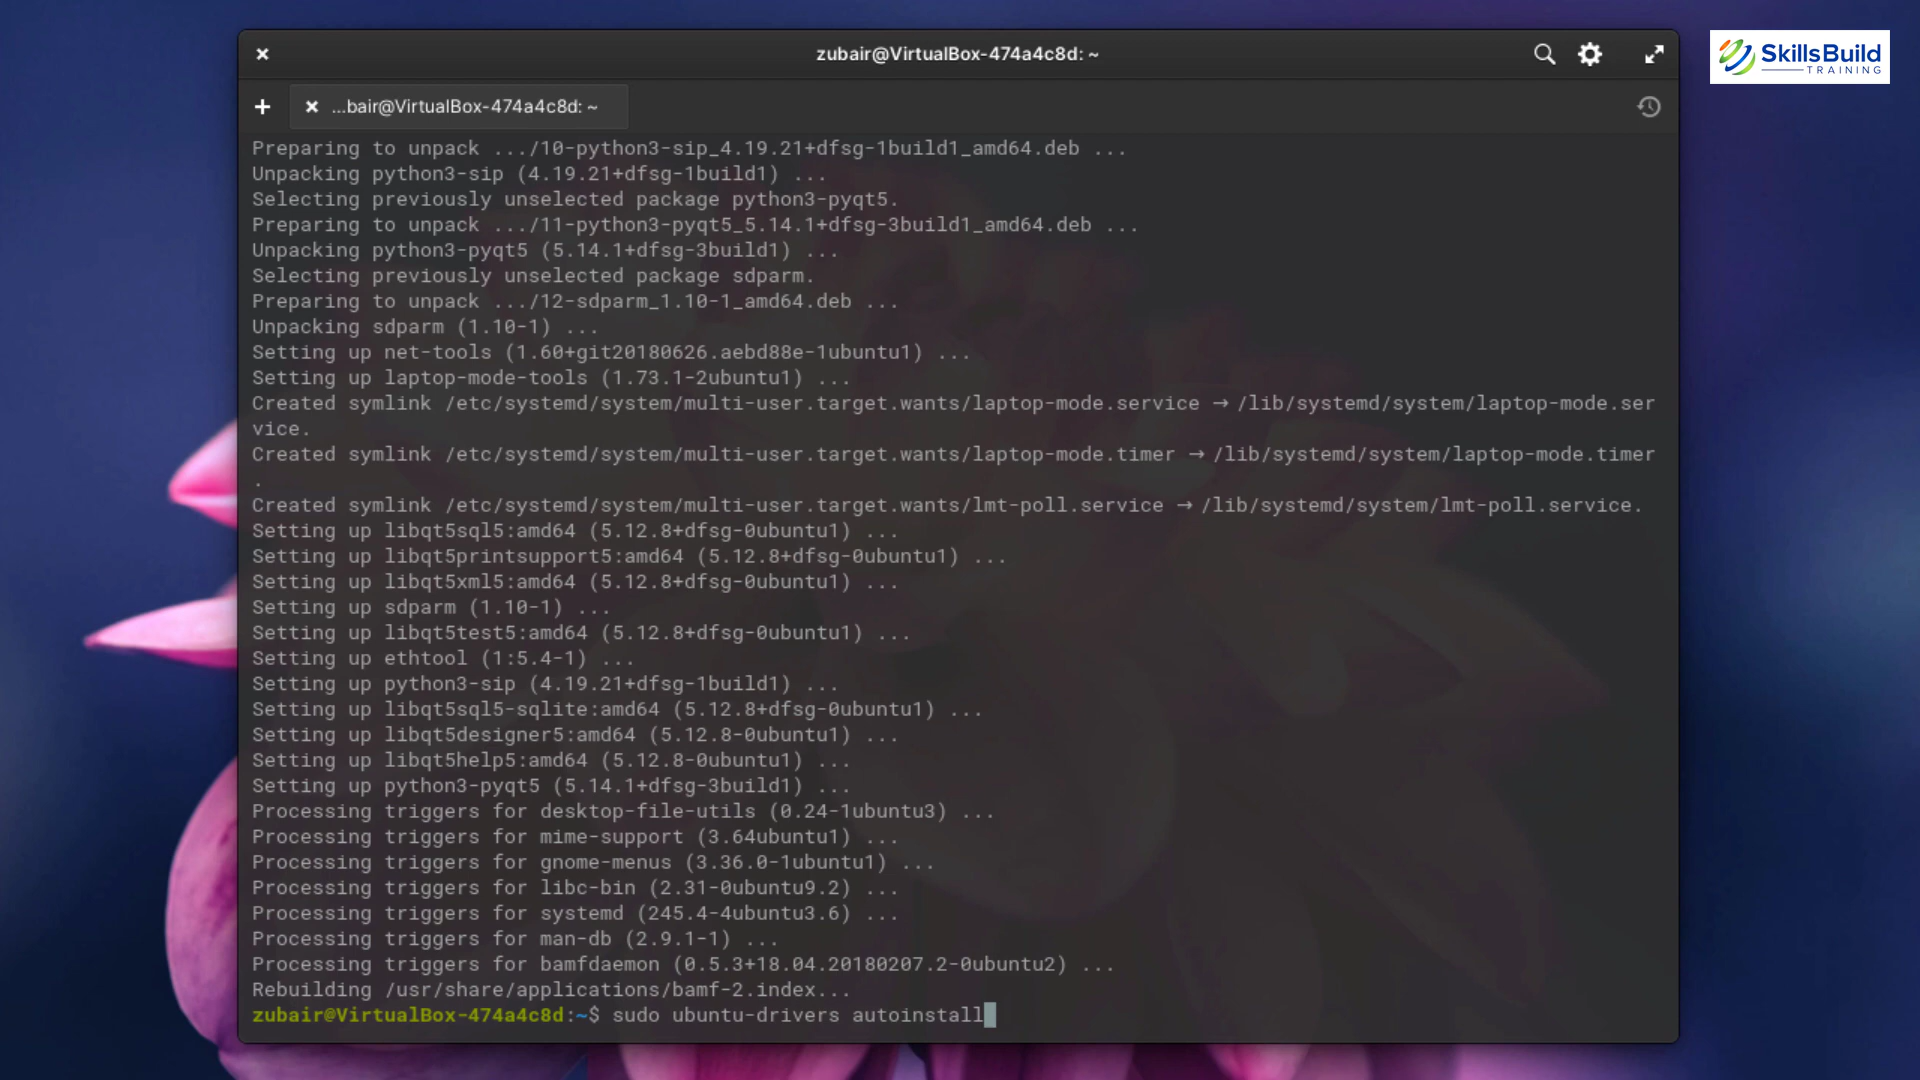 zubair@VirtualBox-474a4c8d: ~
SkillsBuild
TRAINING
...bair@VirtualBox-474a4c8d: ~
Preparing to unpack .../10-python3-sip_4.19.21+dfsg-1build1_amd64.deb ...
Unpacking python3-sip (4.19.21+dfsg-1build1) ...
Selecting previously unselected package python3-pyqt5.
Preparing to unpack .../11-python3-pyqt5_5.14.1+dfsg-3build1_amd64.deb ...
Unpacking python3-pyqt5 (5.14.1+dfsg-3build1) ...
Selecting previously unselected package sdparm.
Preparing to unpack .../12-sdparm_1.10-1_amd64.deb ...
Unpacking sdparm (1.10-1) ...
Setting up net-tools (1.60+git20180626.aebd88e-1ubuntu1) ...
Setting up laptop-mode-tools (1.73.1-2ubuntu1) ...
Created symlink /etc/systemd/system/multi-user.target.wants/laptop-mode.service → /lib/systemd/system/laptop-mode.ser
vice.
Created symlink /etc/systemd/system/multi-user.target.wants/laptop-mode.timer → /lib/systemd/system/laptop-mode.timer
.
Created symlink /etc/systemd/system/multi-user.target.wants/lmt-poll.service → /lib/systemd/system/lmt-poll.service.
Setting up libqt5sql5:amd64 (5.12.8+dfsg-0ubuntu1) ...
Setting up libqt5printsupport5:amd64 (5.12.8+dfsg-0ubuntu1) ...
Setting up libqt5xml5:amd64 (5.12.8+dfsg-0ubuntu1) ...
Setting up sdparm (1.10-1) ...
Setting up libqt5test5:amd64 (5.12.8+dfsg-0ubuntu1) ...
Setting up ethtool (1:5.4-1) ...
Setting up python3-sip (4.19.21+dfsg-1build1) ...
Setting up libqt5sql5-sqlite:amd64 (5.12.8+dfsg-0ubuntu1) ...
Setting up libqt5designer5:amd64 (5.12.8-0ubuntu1) ...
Setting up libqt5help5:amd64 (5.12.8-0ubuntu1) ...
Setting up python3-pyqt5 (5.14.1+dfsg-3build1) ...
Processing triggers for desktop-file-utils (0.24-1ubuntu3) ...
Processing triggers for mime-support (3.64ubuntu1) ...
Processing triggers for gnome-menus (3.36.0-1ubuntu1) ...
Processing triggers for libc-bin (2.31-0ubuntu9.2) ...
Processing triggers for systemd (245.4-4ubuntu3.6) ...
Processing triggers for man-db (2.9.1-1) ...
Processing triggers for bamfdaemon (0.5.3+18.04.20180207.2-0ubuntu2) ...
Rebuilding /usr/share/applications/bamf-2.index...
zubair@VirtualBox-474a4c8d:~$ sudo ubuntu-drivers autoinstall